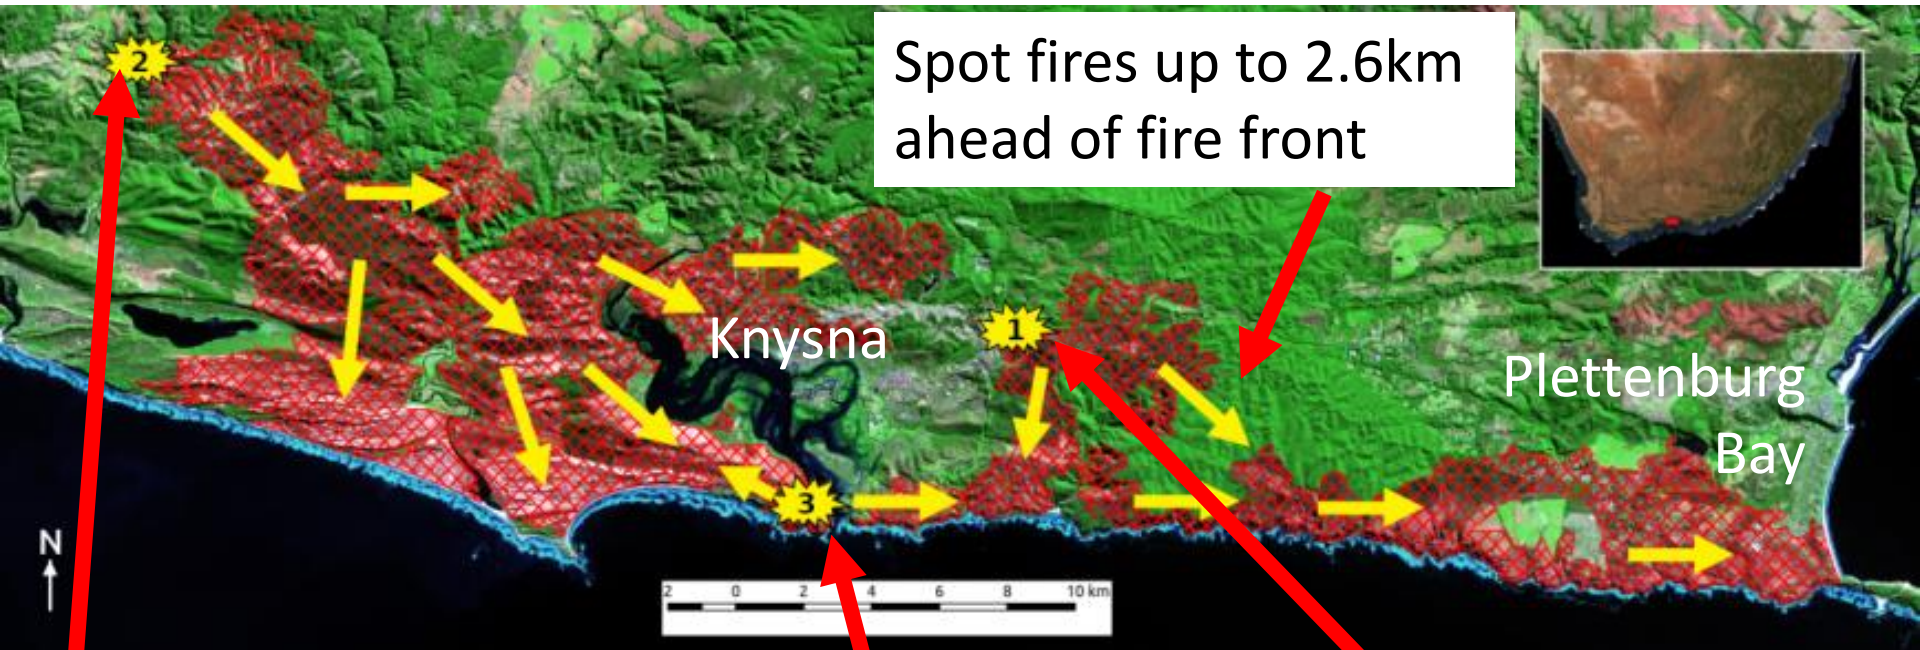 2
Spot fires up to 2.6km
ahead of fire front
Knysna
1
Plettenburg
Bay
3
N
2 0 2 4 6 8 10 km